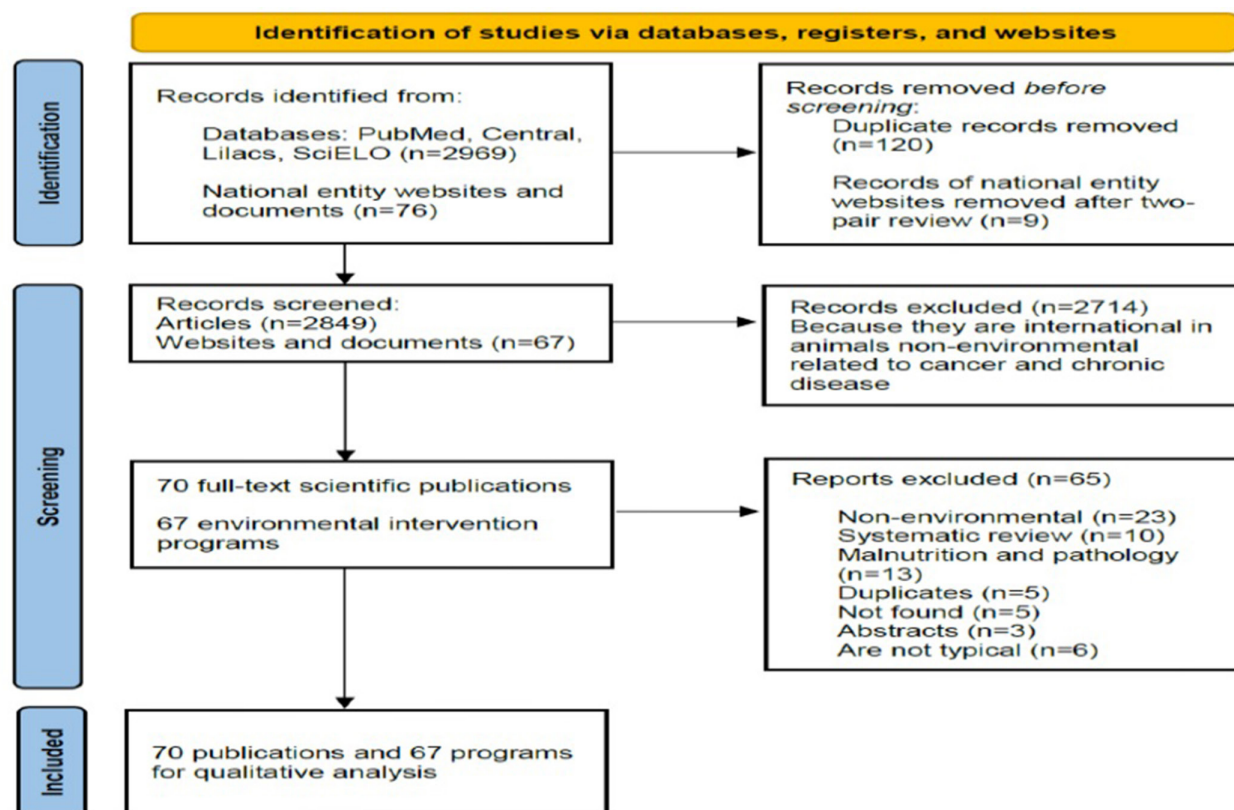 Identification of studies via databases, registers, and websites
Identification
Records identified from:
Databases: PubMed, Central,
Lilacs, SciELO (n=2969)
National entity websites and
documents (n=76)
Records removed before
screening:
Duplicate records removed
(n=120)
Records of national entity
websites removed after two-
pair review (n=9)
Screening
Records screened:
Articles (n=2849)
Websites and documents (n=67)
Records excluded (n=2714)
Because they are international in
animals non-environmental
related to cancer and chronic
disease
70 full-text scientific publications
67 environmental intervention
programs
Reports excluded (n=65)
Non-environmental (n=23)
Systematic review (n=10)
Malnutrition and pathology
(n=13)
Duplicates (n=5)
Not found (n=5)
Abstracts (n=3)
Are not typical (n=6)
Included
70 publications and 67 programs
for qualitative analysis